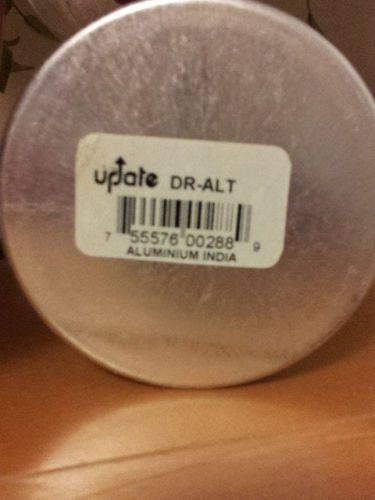 update DR-ALT
7 55576 00288 9
ALUMINIUM INDIA